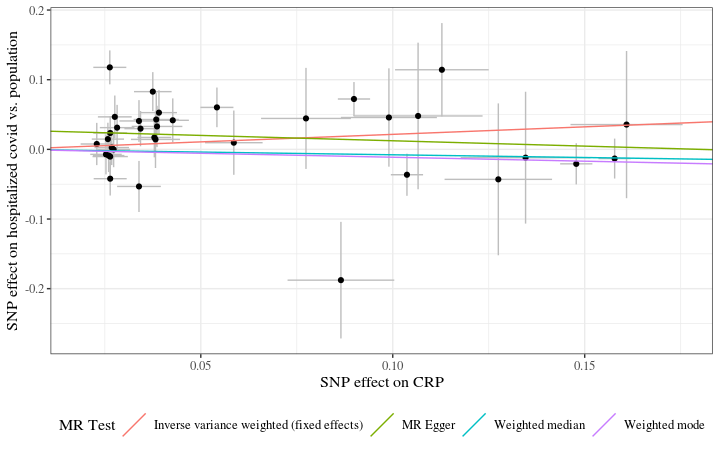 SNP effect on hospitalized covid vs. population
0.2
0.1
0.0
-0.1
-0.2
0.05
0.10
0.15
SNP effect on CRP
MR Test Inverse variance weighted (fixed effects) MR Egger Weighted median Weighted mode